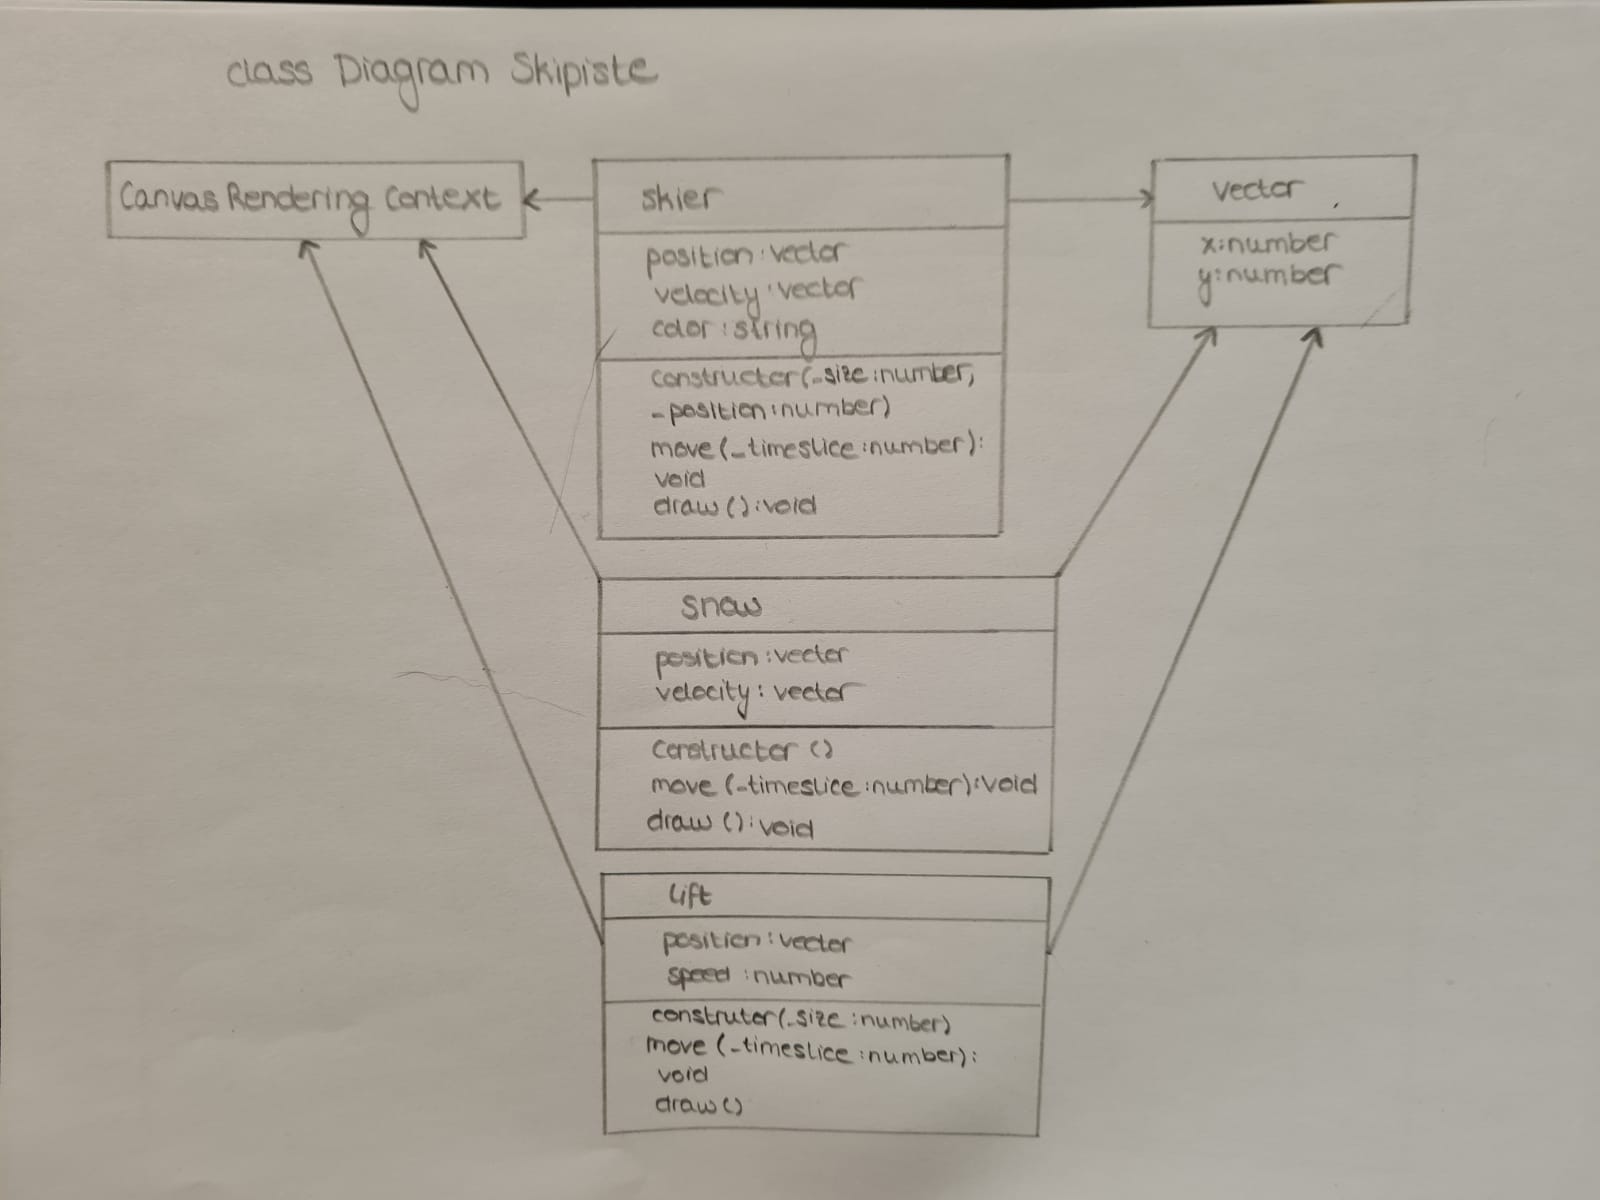 class Diagram Skipiste
Canvas Rendering Context
skier
position:vector
velocity:vector
color:string
constructor(_size:number,
_position:number)
move(_timeslice:number):
void
draw():void
vector
x:number
y:number
snow
position:vector
velocity:vector
constructor()
move(_timeslice:number):void
draw():void
lift
position:vector
speed:number
construtor(_size:number)
move(_timeslice:number):
void
draw()